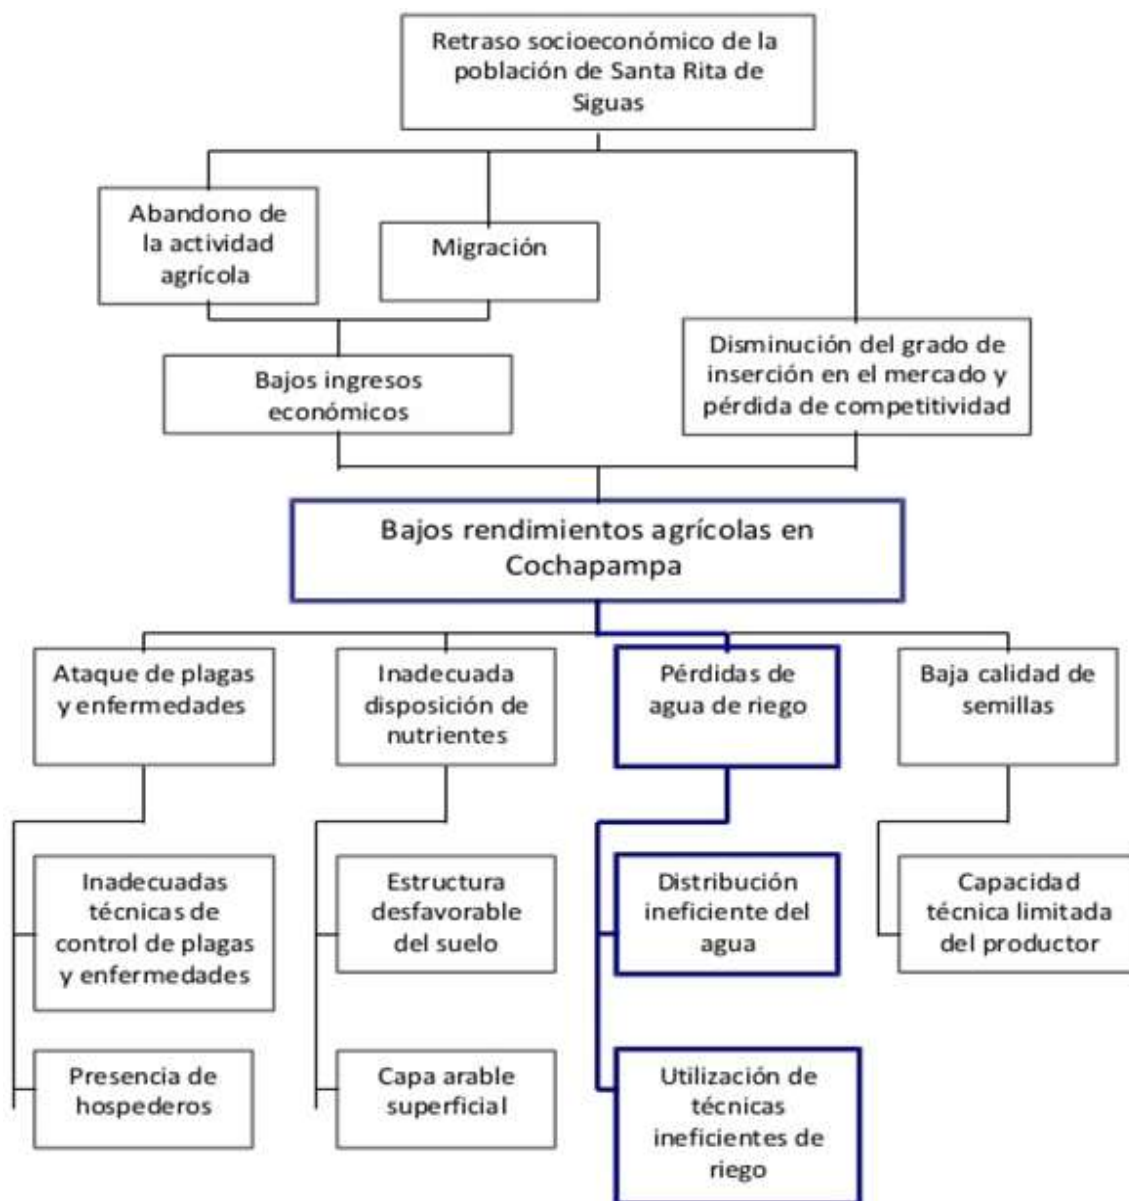 Retraso socioeconómico de la
población de Santa Rita de
Siguas
Abandono de
la actividad
agrícola
Migración
Disminución del grado de
inserción en el mercado y
pérdida de competitividad
Bajos ingresos
económicos
Bajos rendimientos agrícolas en
Cochapampa
Ataque de plagas
y enfermedades
Inadecuada
disposición de
nutrientes
Pérdidas de
agua de riego
Baja calidad de
semillas
Inadecuadas
técnicas de
control de plagas
y enfermedades
Estructura
desfavorable
del suelo
Distribución
ineficiente del
agua
Capacidad
técnica limitada
del productor
Presencia de
hospederos
Capa arable
superficial
Utilización de
técnicas
ineficientes de
riego